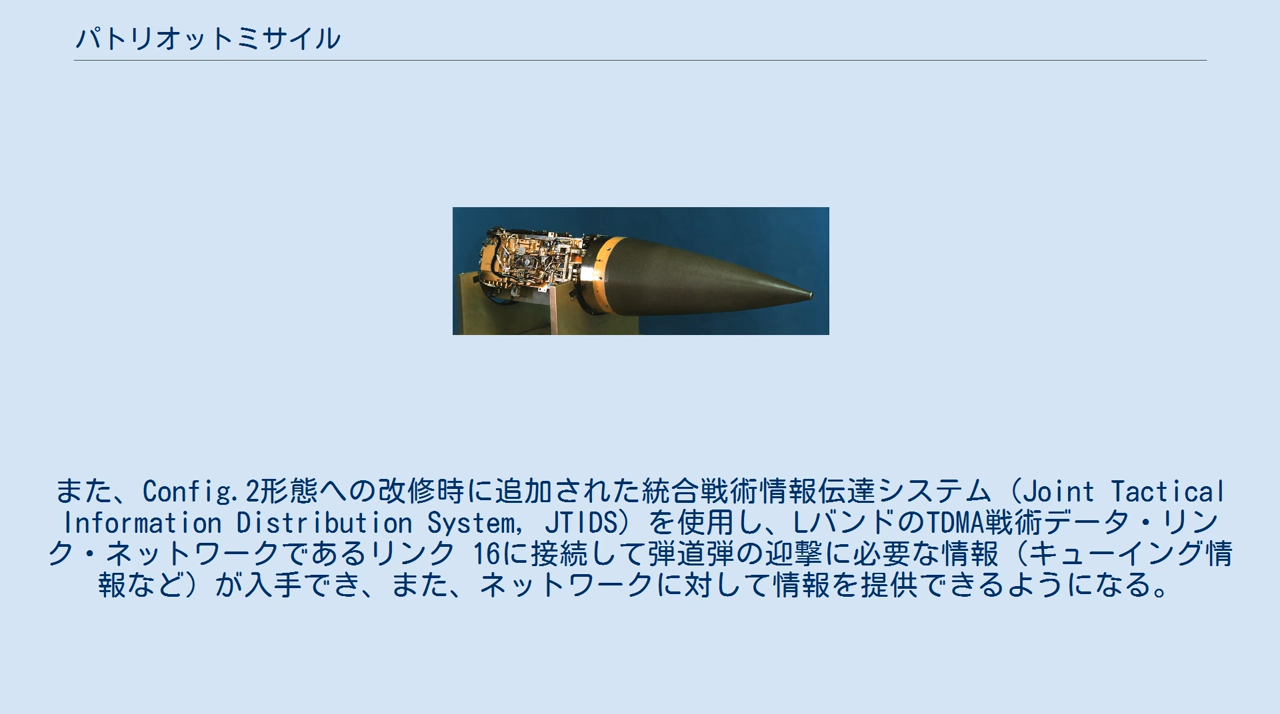 パトリオットミサイル
また、Config.2形態への改修時に追加された統合戦術情報伝達システム（Joint Tactical
Information Distribution System, JTIDS）を使用し、LバンドのTDMA戦術データ・リン
ク・ネットワークであるリンク 16に接続して弾道弾の迎撃に必要な情報（キューイング情
報など）が入手でき、また、ネットワークに対して情報を提供できるようになる。